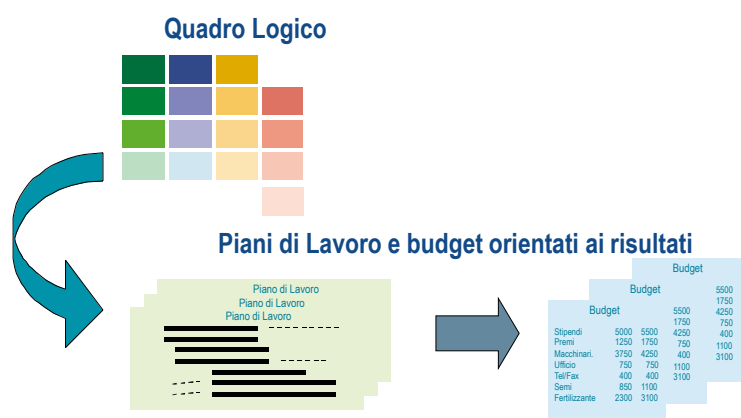 Quadro Logico
Piani di Lavoro e budget orientati ai risultati
Piano di Lavoro
Piano di Lavoro
Piano di Lavoro
Budget
5500
1750
4250
750
400
1100
3100
Budget
5500
1750
4250
750
400
1100
3100
Budget
Stipendi 5000 5500
Premi 1250 1750
Macchinari. 3750 4250
Ufficio 750 750
Tel/Fax 400 400
Semi 850 1100
Fertilizzante 2300 3100